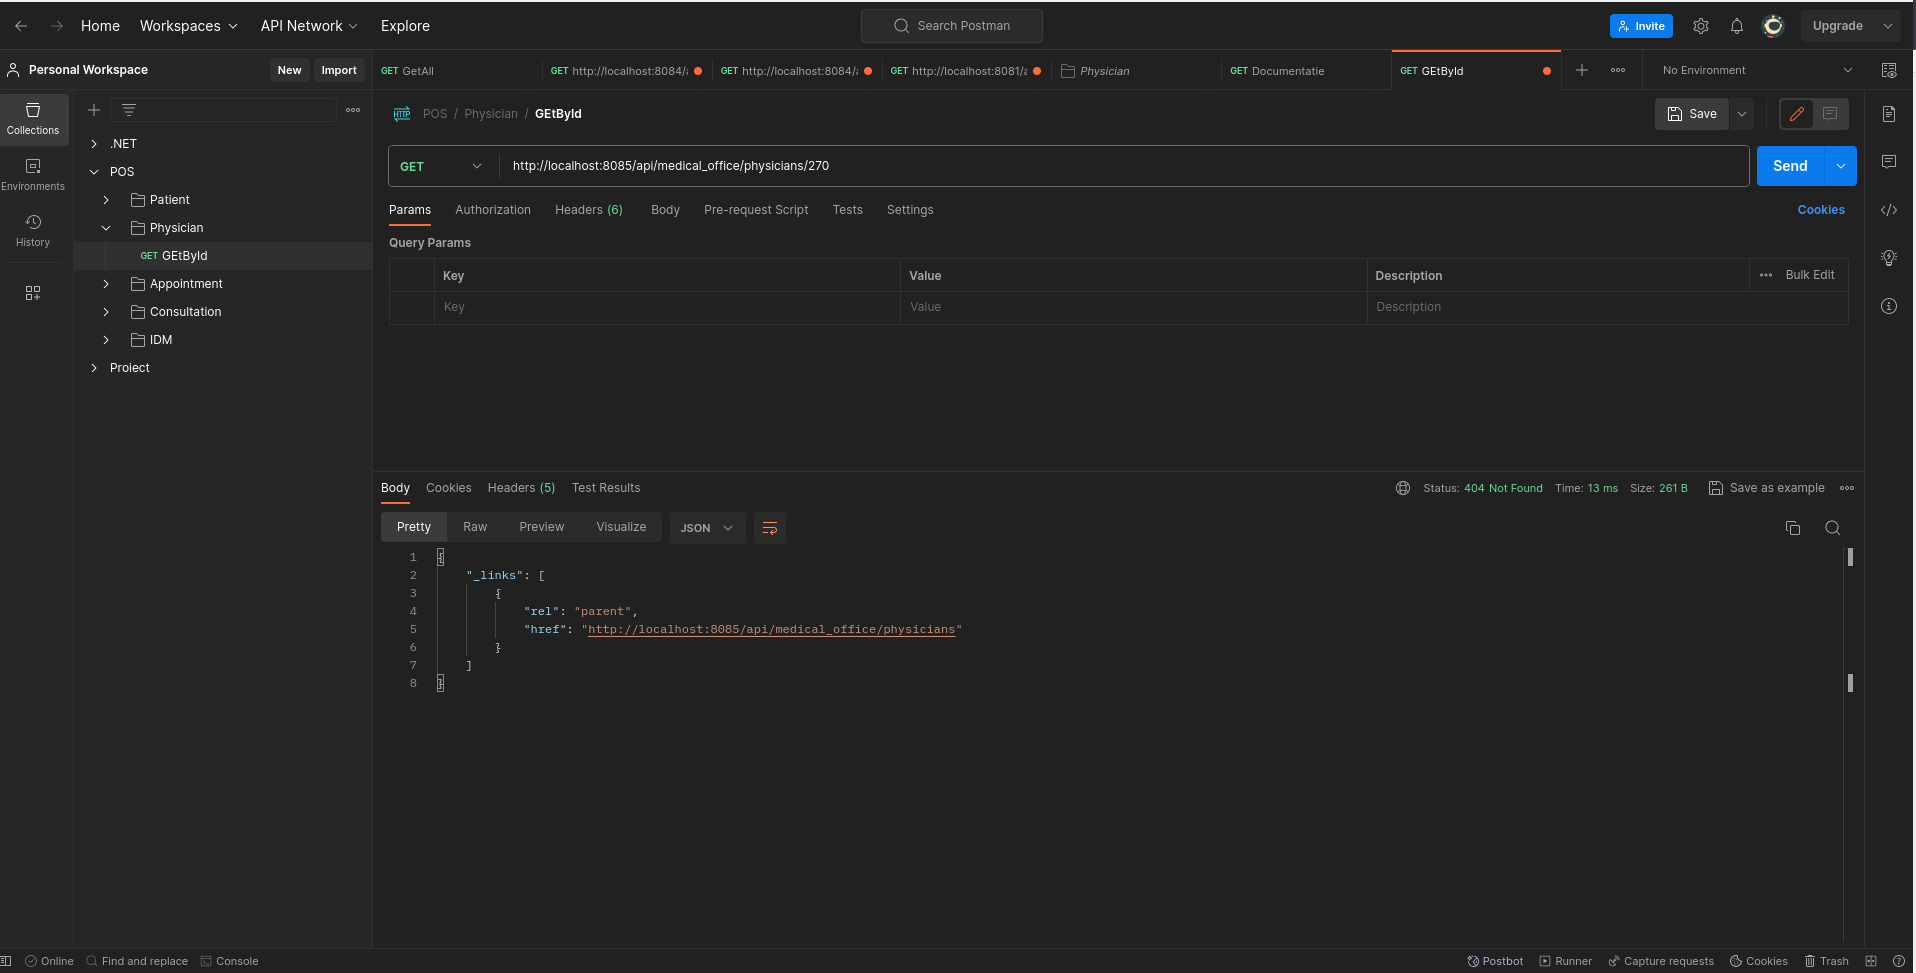 Home Workspaces API Network Explore Search Postman Invite Upgrade
Personal Workspace New Import
GET GetAll GET http://localhost:8084/a GET http://localhost:8084/a GET http://localhost:8081/a Physician GET Documentatie GET GEtById No Environment
Collections
Environments
History
.NET
POS
Patient
Physician
GET GEtById
Appointment
Consultation
IDM
Proiect
HTTP POS / Physician / GEtById Save
GET http://localhost:8085/api/medical_office/physicians/270 Send
Params Authorization Headers (6) Body Pre-request Script Tests Settings Cookies
Query Params
Key Value Description Bulk Edit
Key Value Description
Body Cookies Headers (5) Test Results Status: 404 Not Found Time: 13 ms Size: 261 B Save as example
Pretty Raw Preview Visualize JSON
1 {
2 "_links": [
3 {
4 "rel": "parent",
5 "href": "http://localhost:8085/api/medical_office/physicians"
6 }
7 ]
8 }
Online Find and replace Console Postbot Runner Capture requests Cookies Trash